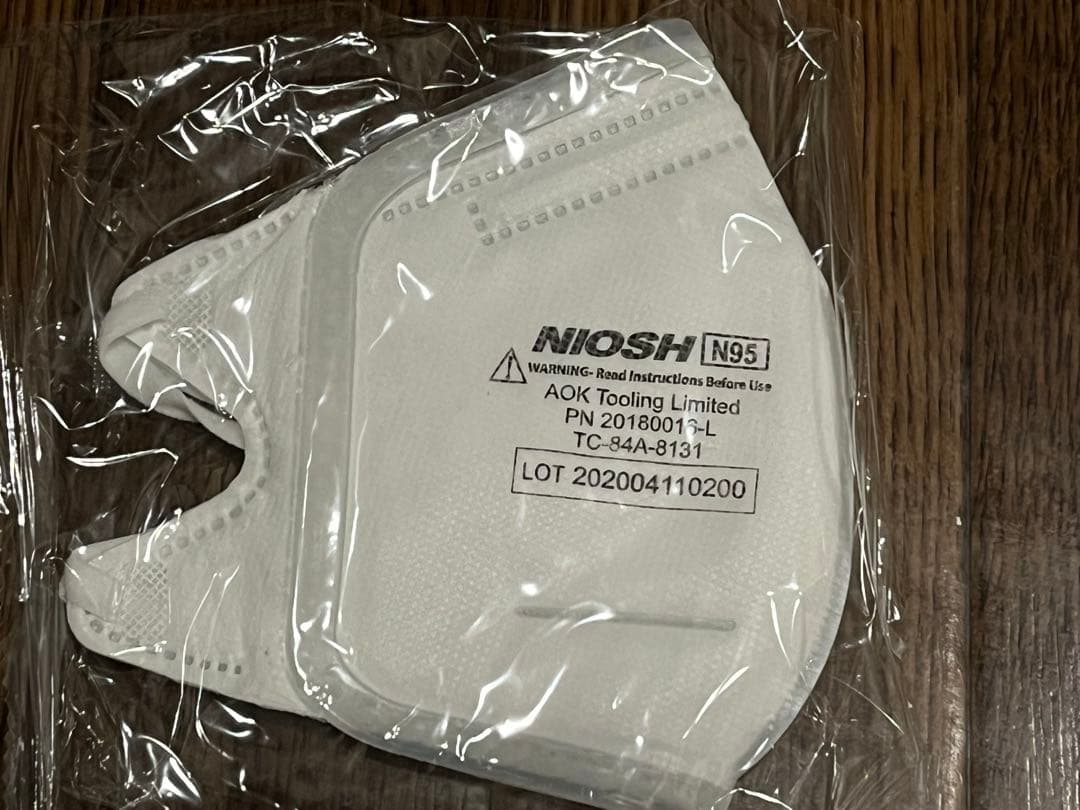 NIOSH N95
WARNING- Read Instructions Before Use
AOK Tooling Limited
PN 20180016-L
TC-84A-8131
LOT 202004110200